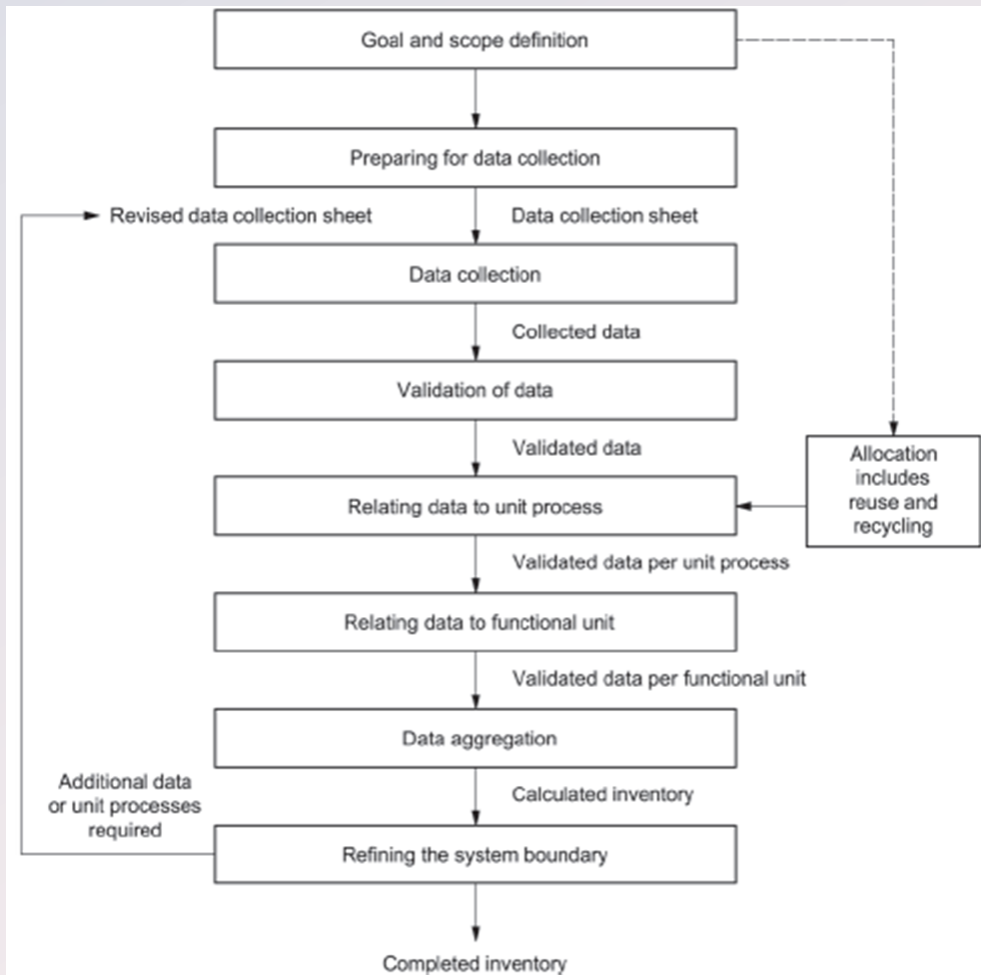 Goal and scope definition
Preparing for data collection
Revised data collection sheet
Data collection sheet
Data collection
Collected data
Validation of data
Validated data
Allocation
includes
reuse and
recycling
Relating data to unit process
Validated data per unit process
Relating data to functional unit
Validated data per functional unit
Data aggregation
Additional data
or unit processes
required
Calculated inventory
Refining the system boundary
Completed inventory